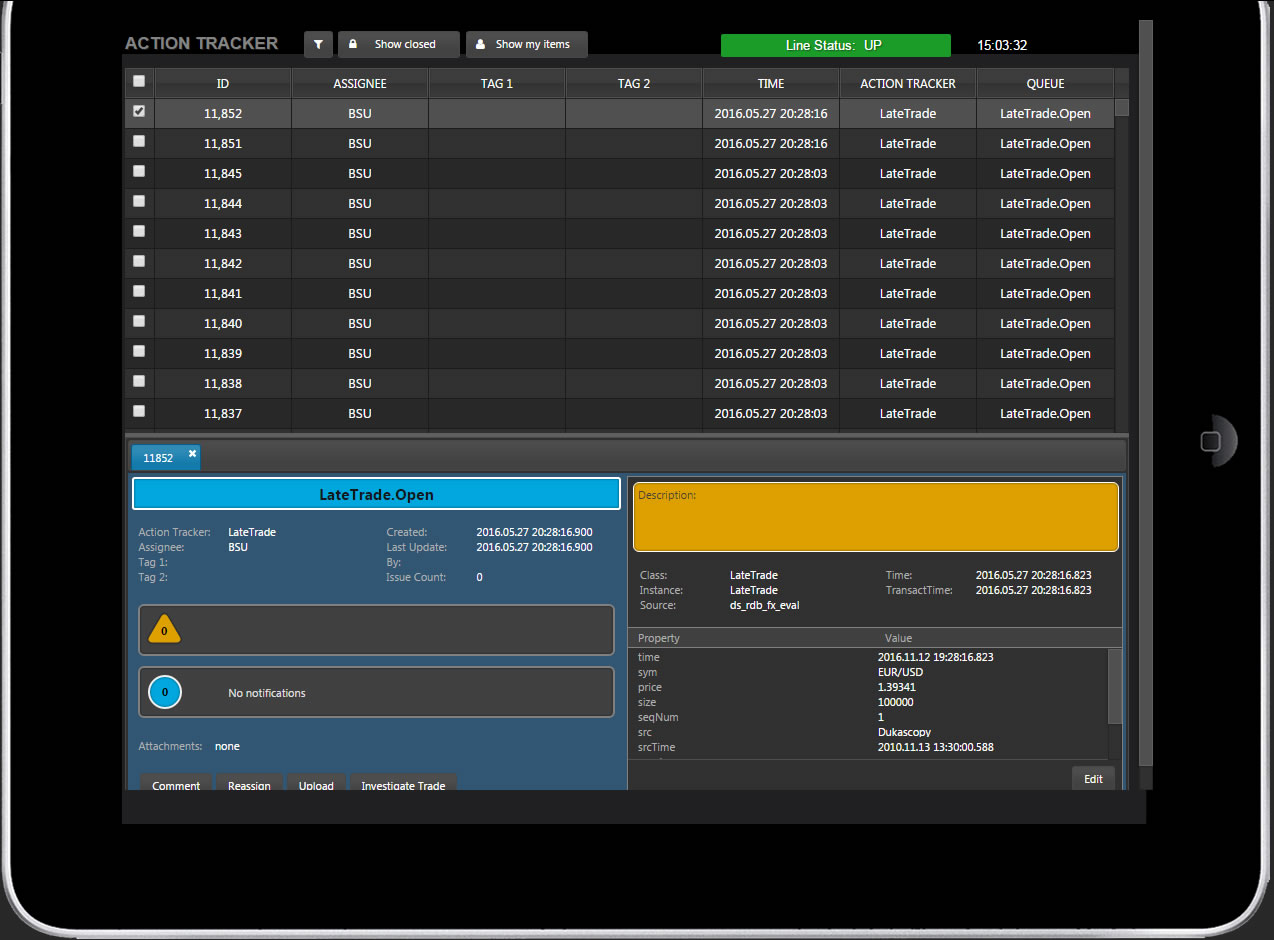 ACTION TRACKER Show closed Show my items Line Status: UP 15:03:32
ID ASSIGNEE TAG 1 TAG 2 TIME ACTION TRACKER QUEUE
11,852 BSU 2016.05.27 20:28:16 LateTrade LateTrade.Open
11,851 BSU 2016.05.27 20:28:16 LateTrade LateTrade.Open
11,845 BSU 2016.05.27 20:28:03 LateTrade LateTrade.Open
11,844 BSU 2016.05.27 20:28:03 LateTrade LateTrade.Open
11,843 BSU 2016.05.27 20:28:03 LateTrade LateTrade.Open
11,842 BSU 2016.05.27 20:28:03 LateTrade LateTrade.Open
11,841 BSU 2016.05.27 20:28:03 LateTrade LateTrade.Open
11,840 BSU 2016.05.27 20:28:03 LateTrade LateTrade.Open
11,839 BSU 2016.05.27 20:28:03 LateTrade LateTrade.Open
11,838 BSU 2016.05.27 20:28:03 LateTrade LateTrade.Open
11,837 BSU 2016.05.27 20:28:03 LateTrade LateTrade.Open
11852
LateTrade.Open
Action Tracker: LateTrade Created: 2016.05.27 20:28:16.900
Assignee: BSU Last Update: 2016.05.27 20:28:16.900
Tag 1: By:
Tag 2: Issue Count: 0
0
0 No notifications
Attachments: none
Comment Reassign Upload Investigate Trade
Description:
Class: LateTrade Time: 2016.05.27 20:28:16.823
Instance: LateTrade TransactTime: 2016.05.27 20:28:16.823
Source: ds_rdb_fx_eval
Property Value
time 2016.11.12 19:28:16.823
sym EUR/USD
price 1.39341
size 100000
seqNum 1
src Dukascopy
srcTime 2010.11.13 13:30:00.588
Edit